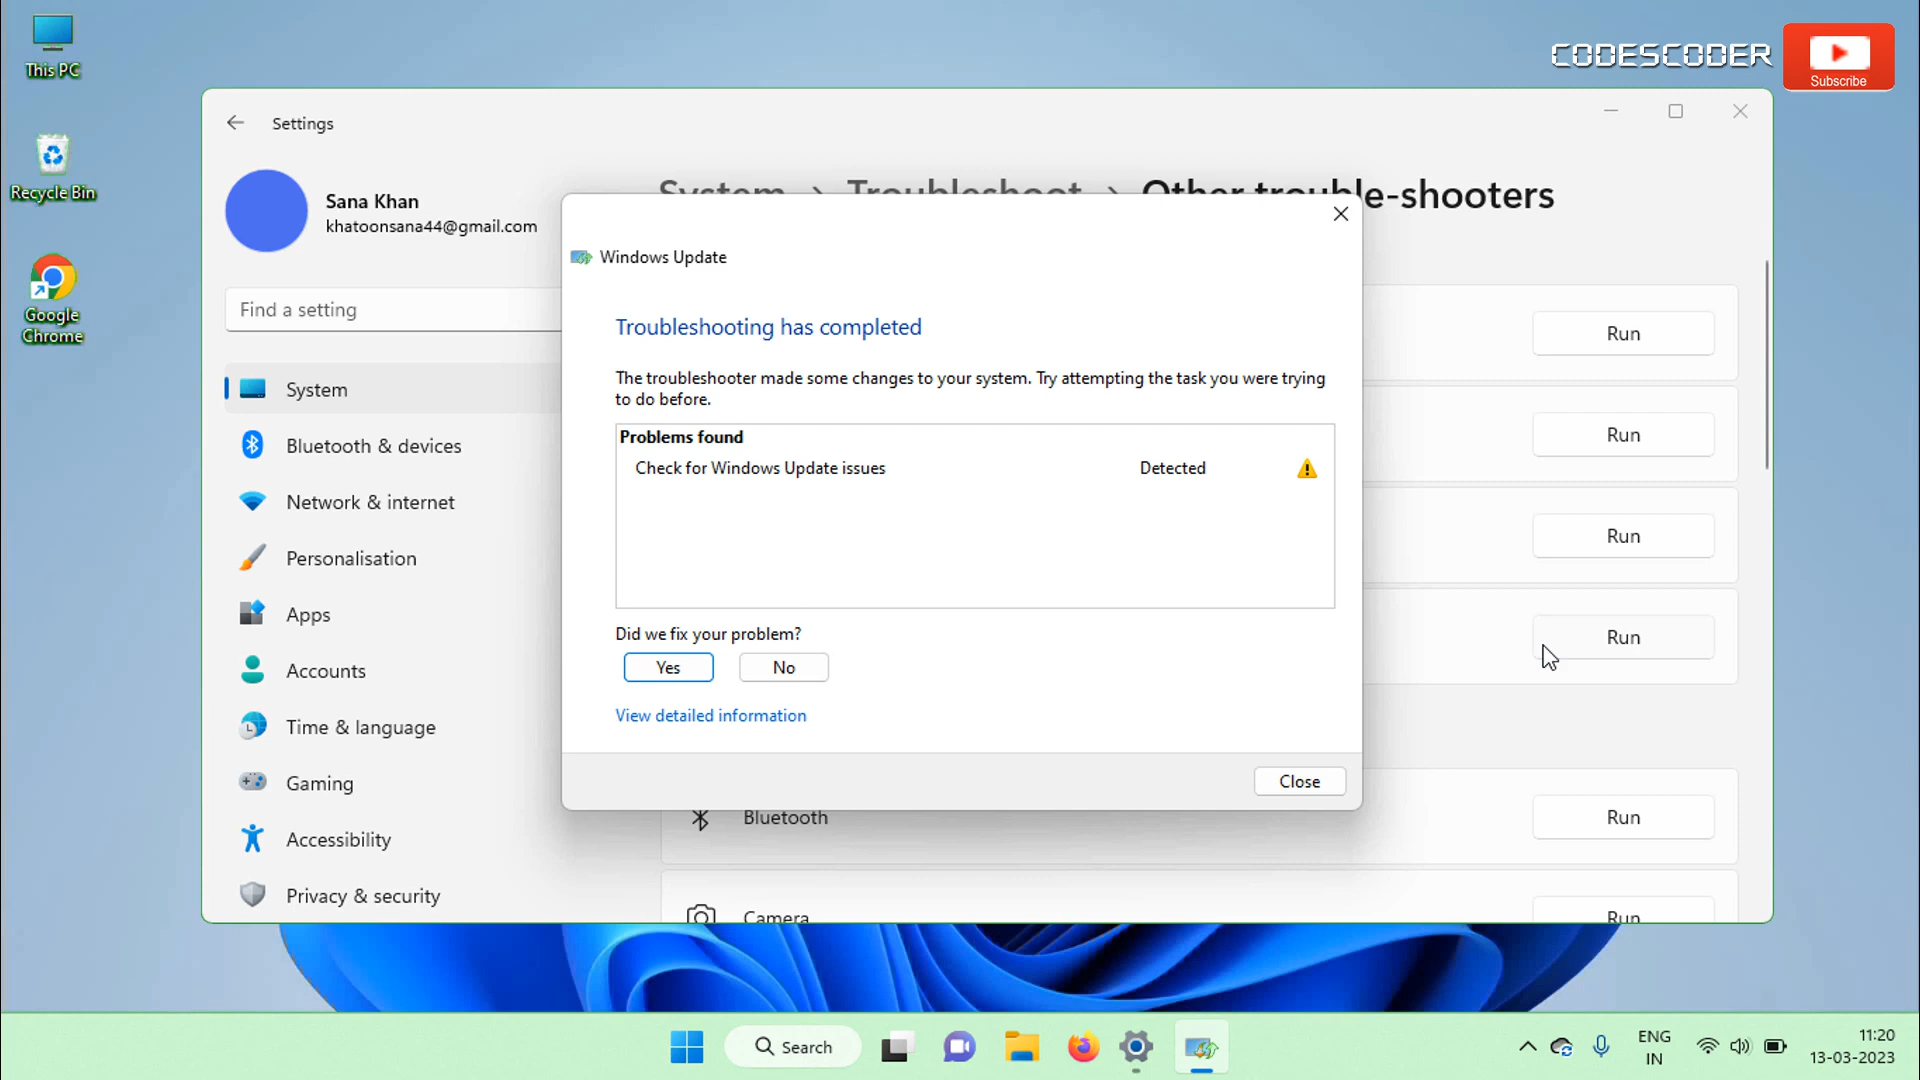 This PC
Recycle Bin
Google
Chrome
CODESCODER
Subscribe
Settings
Sana Khan
khatoonsana44@gmail.com
Find a setting
System
Bluetooth & devices
Network & internet
Personalisation
Apps
Accounts
Time & language
Gaming
Accessibility
Privacy & security
System > Troubleshoot > Other trouble-shooters
Run
Run
Run
Run
Bluetooth Run
Camera Run
Windows Update
Troubleshooting has completed
The troubleshooter made some changes to your system. Try attempting the task you were trying
to do before.
Problems found
Check for Windows Update issues Detected
Did we fix your problem?
Yes No
View detailed information
Close
Search
ENG
IN
11:20
13-03-2023